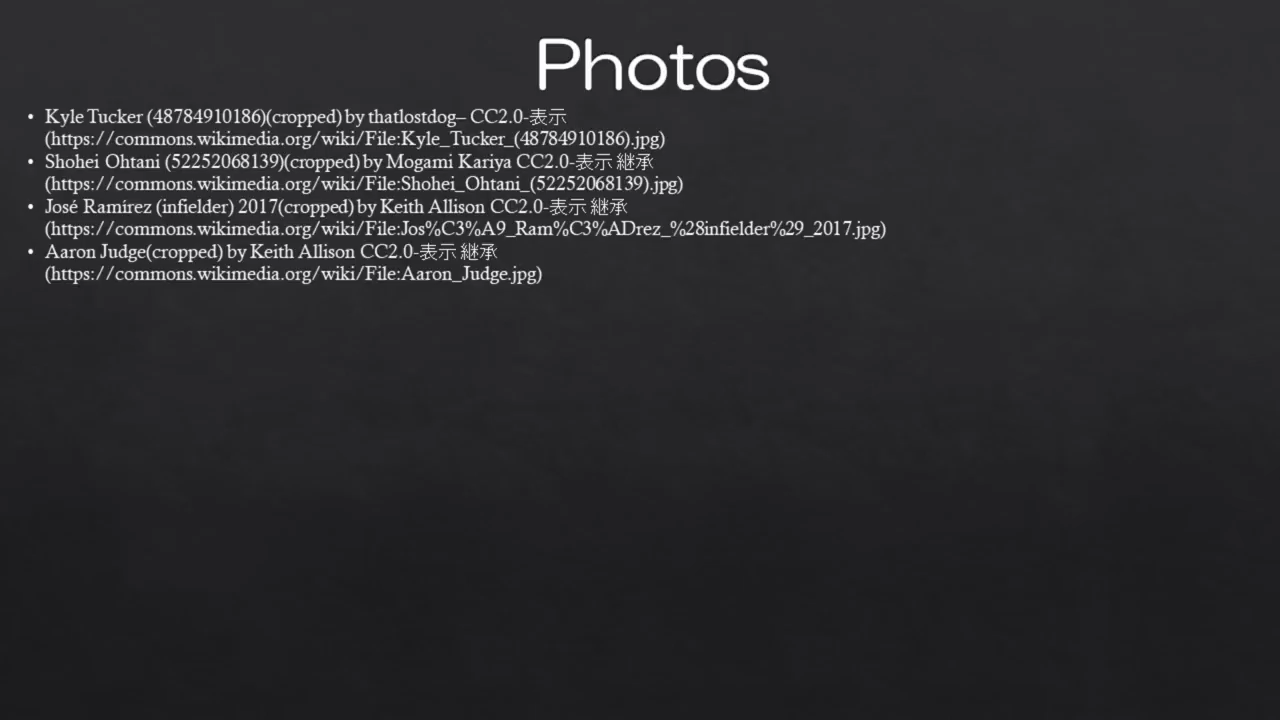 Photos
• Kyle Tucker (48784910186)(cropped) by thatlostdog– CC2.0-表示
(https://commons.wikimedia.org/wiki/File:Kyle_Tucker_(48784910186).jpg)
• Shohei Ohtani (52252068139)(cropped) by Mogami Kariya CC2.0-表示 継承
(https://commons.wikimedia.org/wiki/File:Shohei_Ohtani_(52252068139).jpg)
• José Ramírez (infielder) 2017(cropped) by Keith Allison CC2.0-表示 継承
(https://commons.wikimedia.org/wiki/File:Jos%C3%A9_Ram%C3%ADrez_%28infielder%29_2017.jpg)
• Aaron Judge(cropped) by Keith Allison CC2.0-表示 継承
(https://commons.wikimedia.org/wiki/File:Aaron_Judge.jpg)